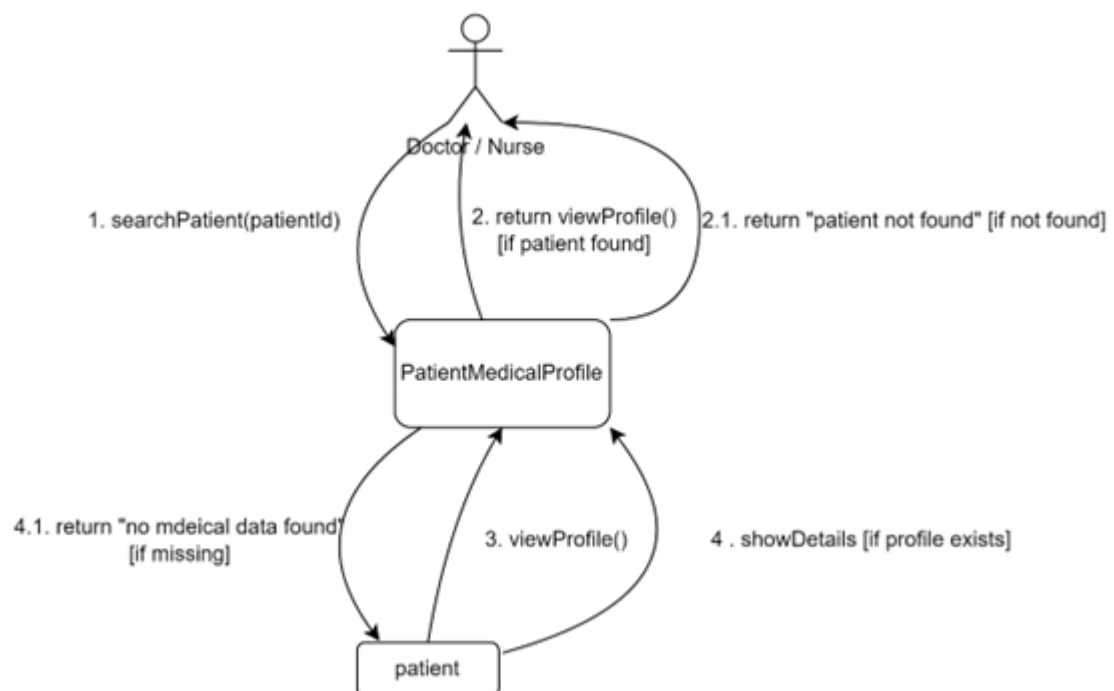 Doctor / Nurse
1. searchPatient(patientId)
2. return viewProfile()
[if patient found]
2.1. return "patient not found" [if not found]
PatientMedicalProfile
4.1. return "no mdeical data found"
[if missing]
3. viewProfile()
4 . showDetails [if profile exists]
patient